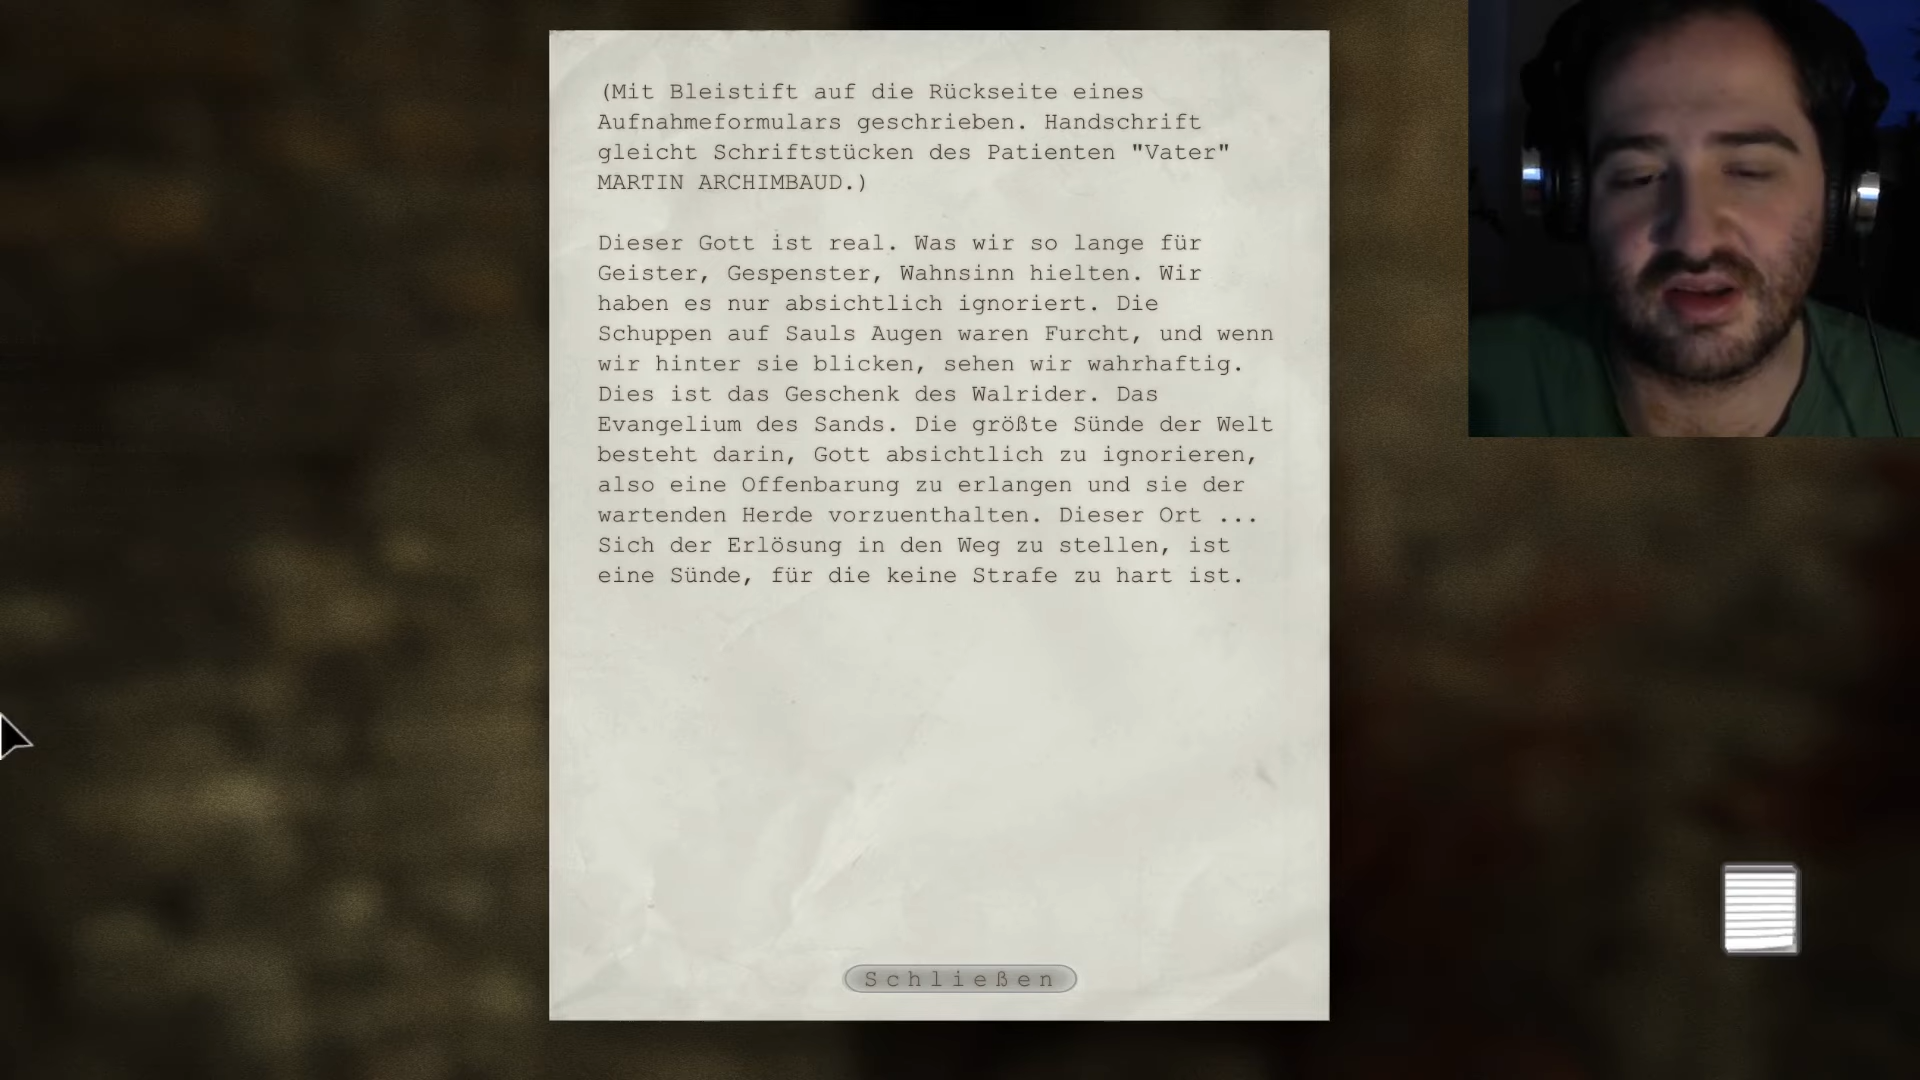 (Mit Bleistift auf die Rückseite eines
Aufnahmeformulars geschrieben. Handschrift
gleicht Schriftstücken des Patienten "Vater"
MARTIN ARCHIMBAUD.)
Dieser Gott ist real. Was wir so lange für
Geister, Gespenster, Wahnsinn hielten. Wir
haben es nur absichtlich ignoriert. Die
Schuppen auf Sauls Augen waren Furcht, und wenn
wir hinter sie blicken, sehen wir wahrhaftig.
Dies ist das Geschenk des Walrider. Das
Evangelium des Sands. Die größte Sünde der Welt
besteht darin, Gott absichtlich zu ignorieren,
also eine Offenbarung zu erlangen und sie der
wartenden Herde vorzuenthalten. Dieser Ort ...
Sich der Erlösung in den Weg zu stellen, ist
eine Sünde, für die keine Strafe zu hart ist.
Schließen